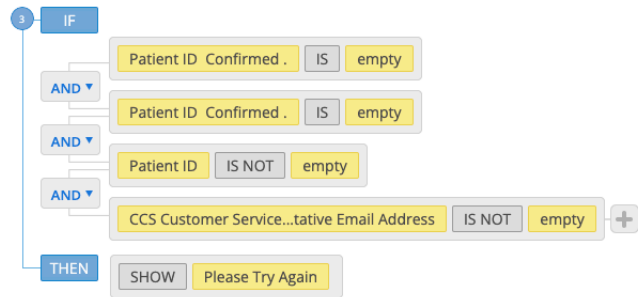 3 IF
Patient ID Confirmed . IS empty
AND ▼
Patient ID Confirmed . IS empty
AND ▼
Patient ID IS NOT empty
AND ▼
CCS Customer Service...tative Email Address IS NOT empty +
THEN
SHOW Please Try Again